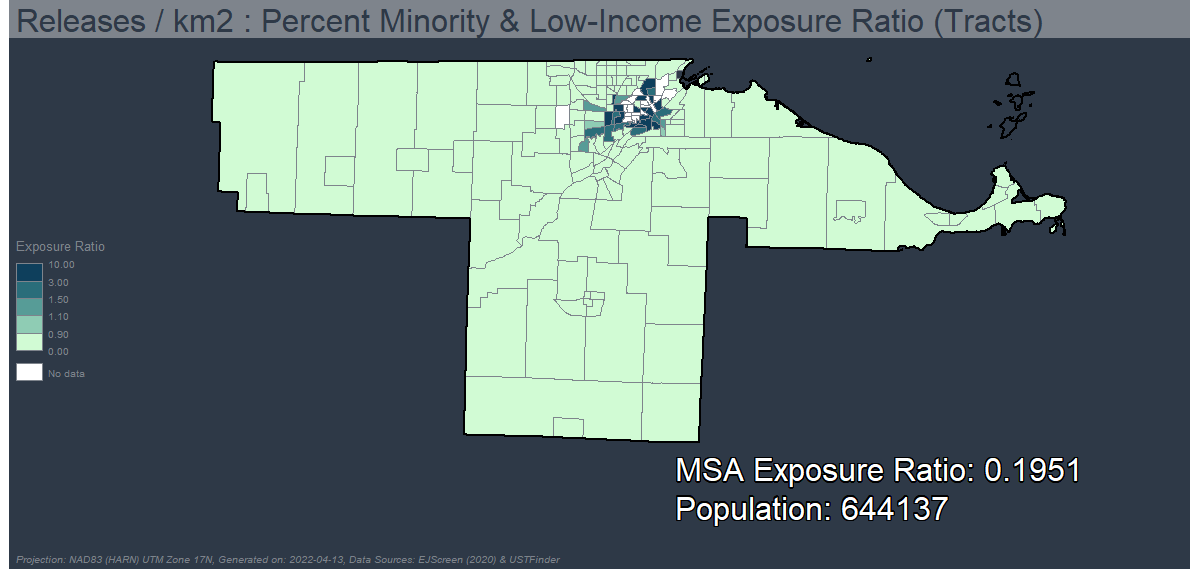 Releases / km2 : Percent Minority & Low-Income Exposure Ratio (Tracts)
Exposure Ratio
10.00
3.00
1.50
1.10
0.90
0.00
No data
MSA Exposure Ratio: 0.1951
Population: 644137
Projection: NAD83 (HARN) UTM Zone 17N, Generated on: 2022-04-13, Data Sources: EJScreen (2020) & USTFinder